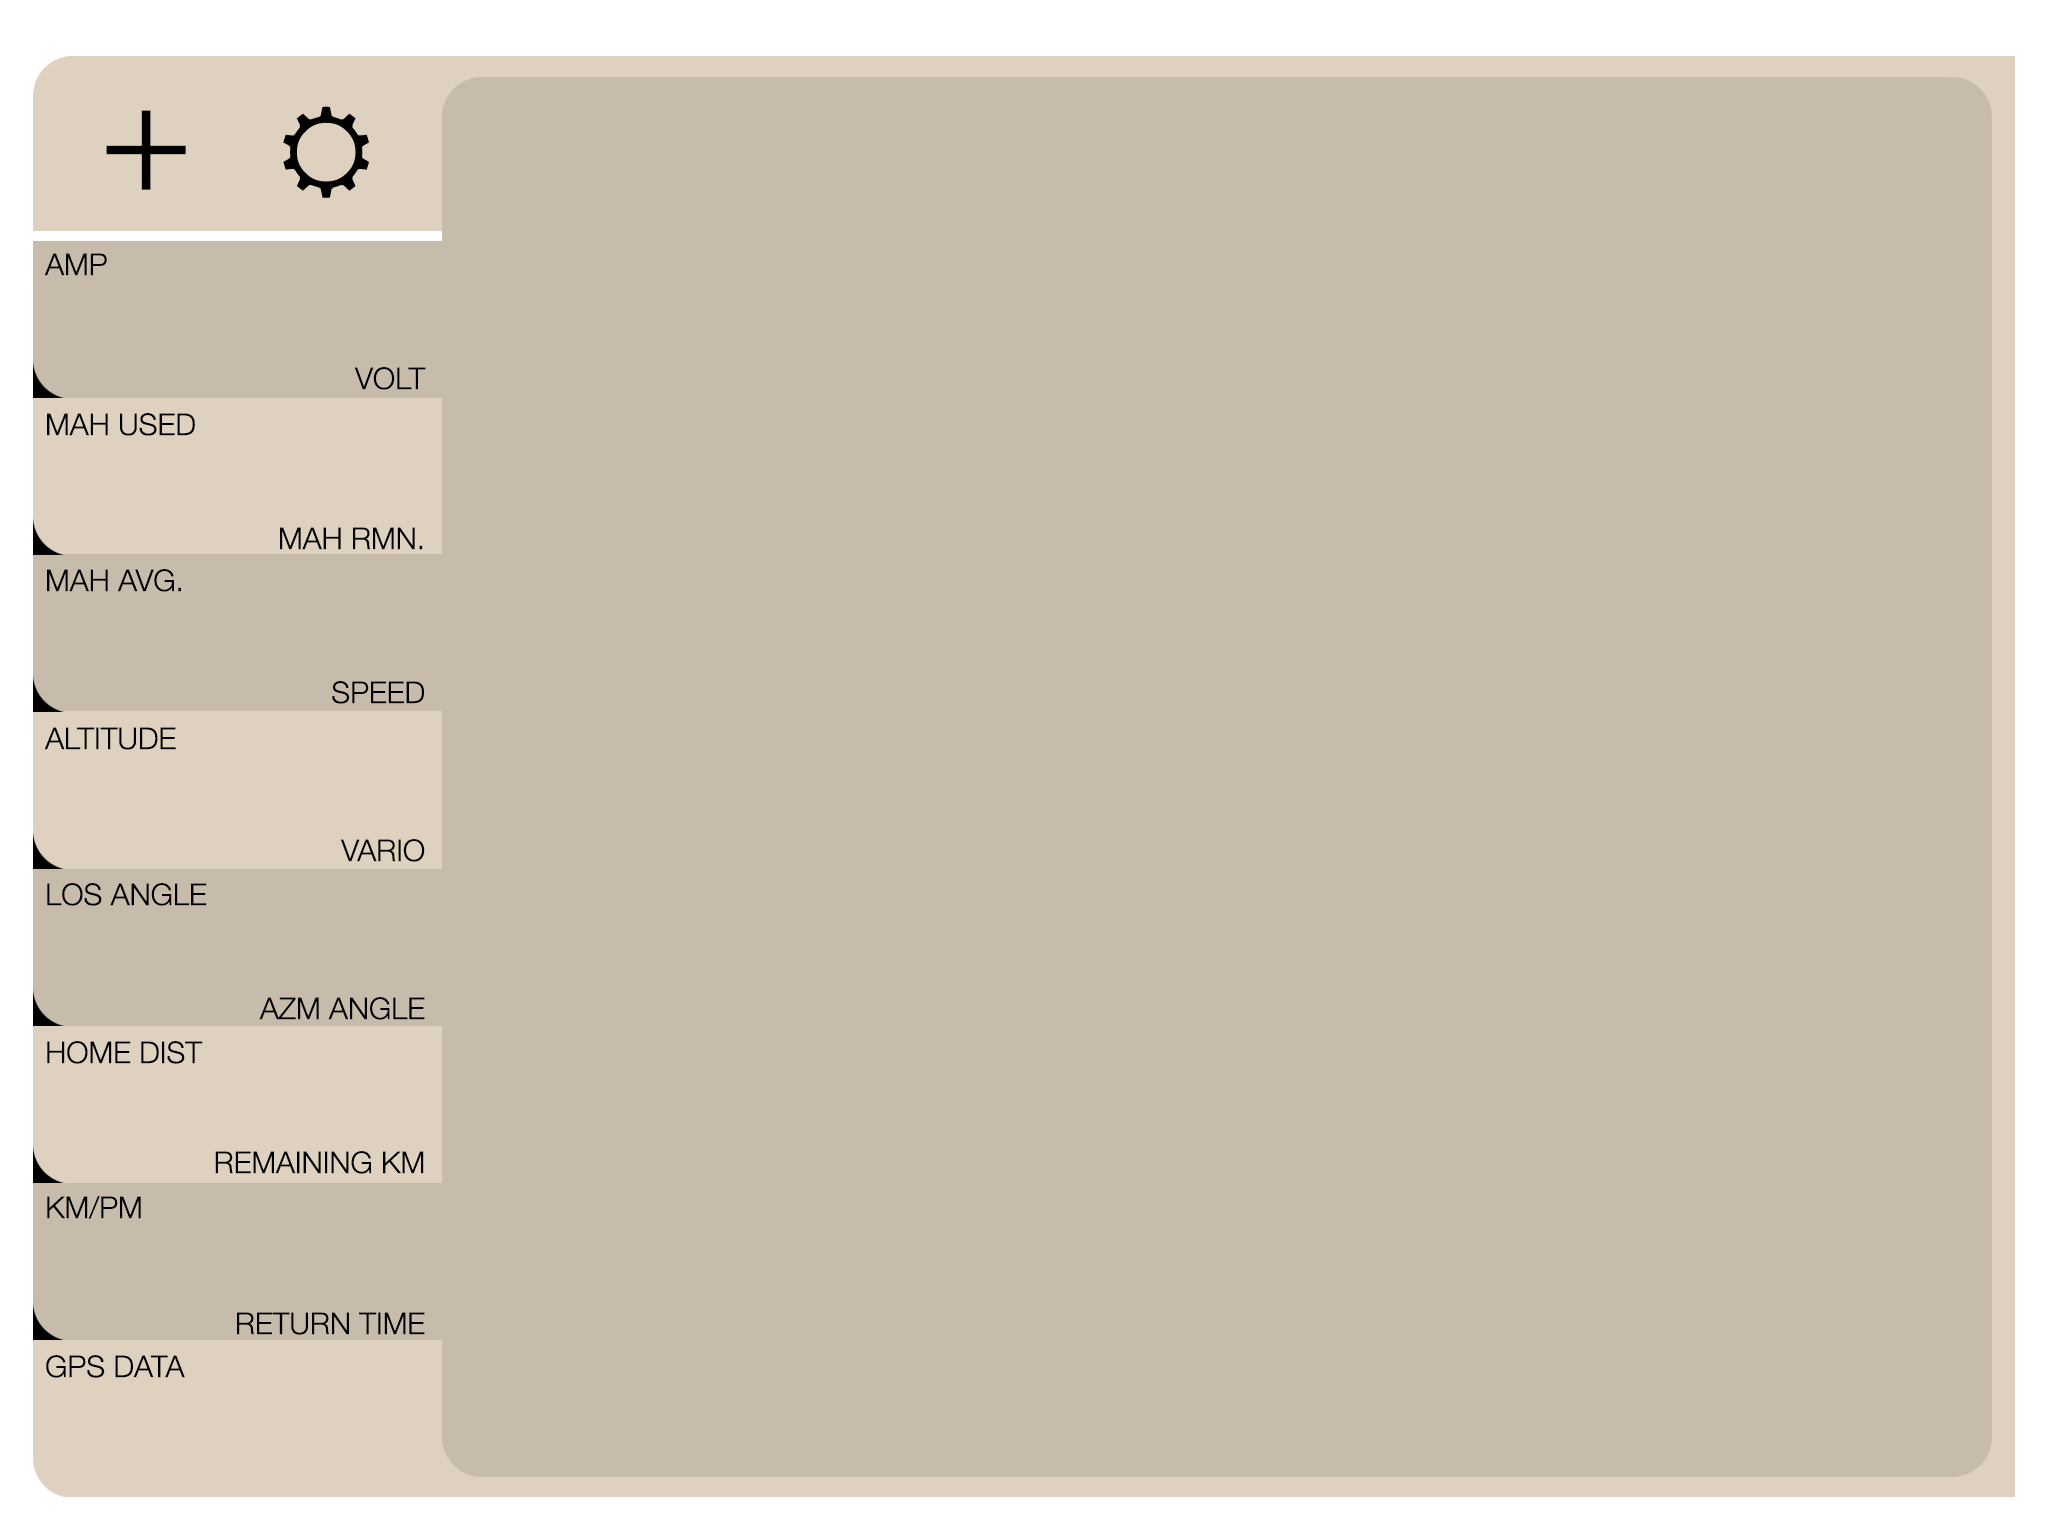 AMP
VOLT
MAH USED
MAH RMN.
MAH AVG.
SPEED
ALTITUDE
VARIO
LOS ANGLE
AZM ANGLE
HOME DIST
REMAINING KM
KM/PM
RETURN TIME
GPS DATA